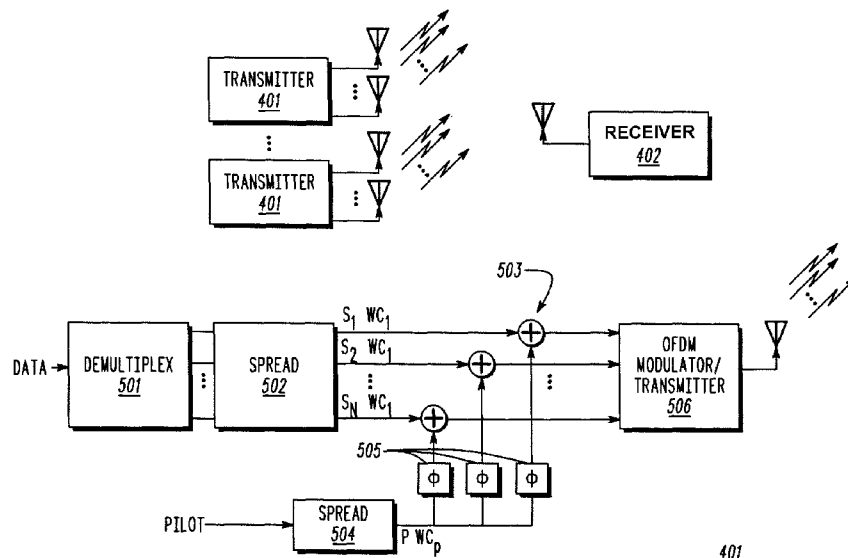 TRANSMITTER
401
TRANSMITTER
401
RECEIVER
402
503
S1 WC1
S2 WC1
SN WC1
DATA
DEMULTIPLEX
501
SPREAD
502
OFDM
MODULATOR/
TRANSMITTER
506
505
Φ Φ Φ
PILOT
SPREAD
504
P WCp
401